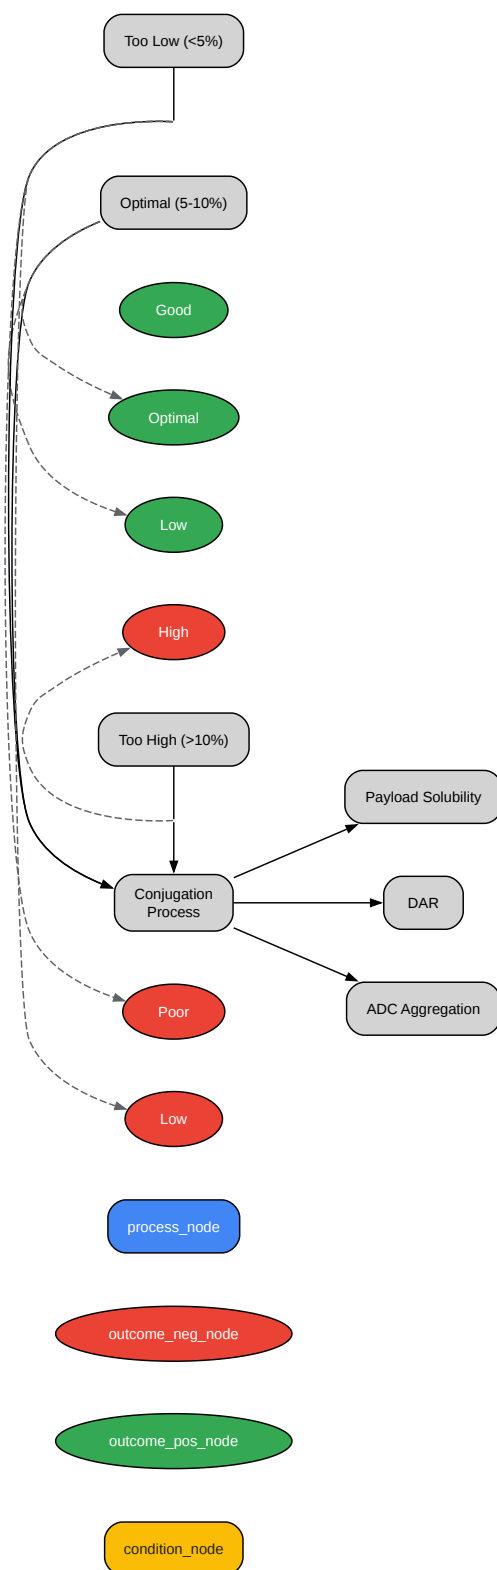 Too Low (<5%)
Optimal (5-10%)
Good
Optimal
Low
High
Too High (>10%)
Payload Solubility
Conjugation
Process
DAR
ADC Aggregation
Poor
Low
process_node
outcome_neg_node
outcome_pos_node
condition_node